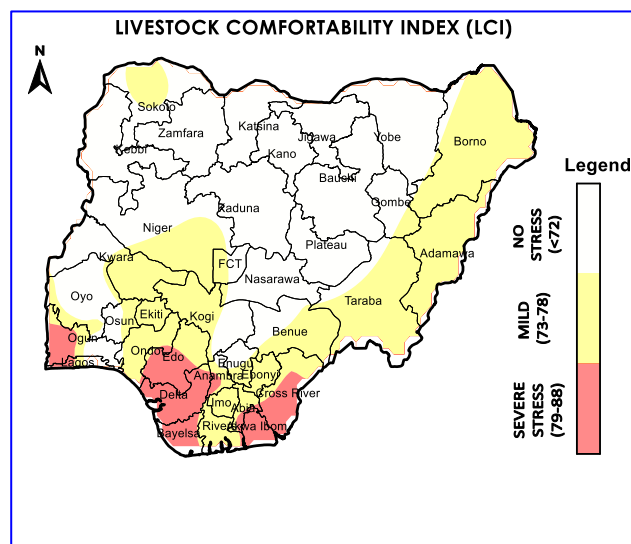 LIVESTOCK COMFORTABILITY INDEX (LCI)
N
Sokoto
Zamfara
Katsina
Jigawa
Yobe
Borno
Kebbi
Kano
Bauchi
Gombe
Kaduna
Niger
Plateau
Adamawa
Kwara
FCT
Nasarawa
Taraba
Oyo
Osun
Ekiti
Kogi
Benue
Ogun
Ondo
Edo
Enugu
Lagos
Anambra
Ebonyi
Delta
Imo
Abia
Cross River
Bayelsa
Rivers
Akwa Ibom
Legend
NO
STRESS
(<72)
MILD
(73-78)
SEVERE
STRESS
(79-88)